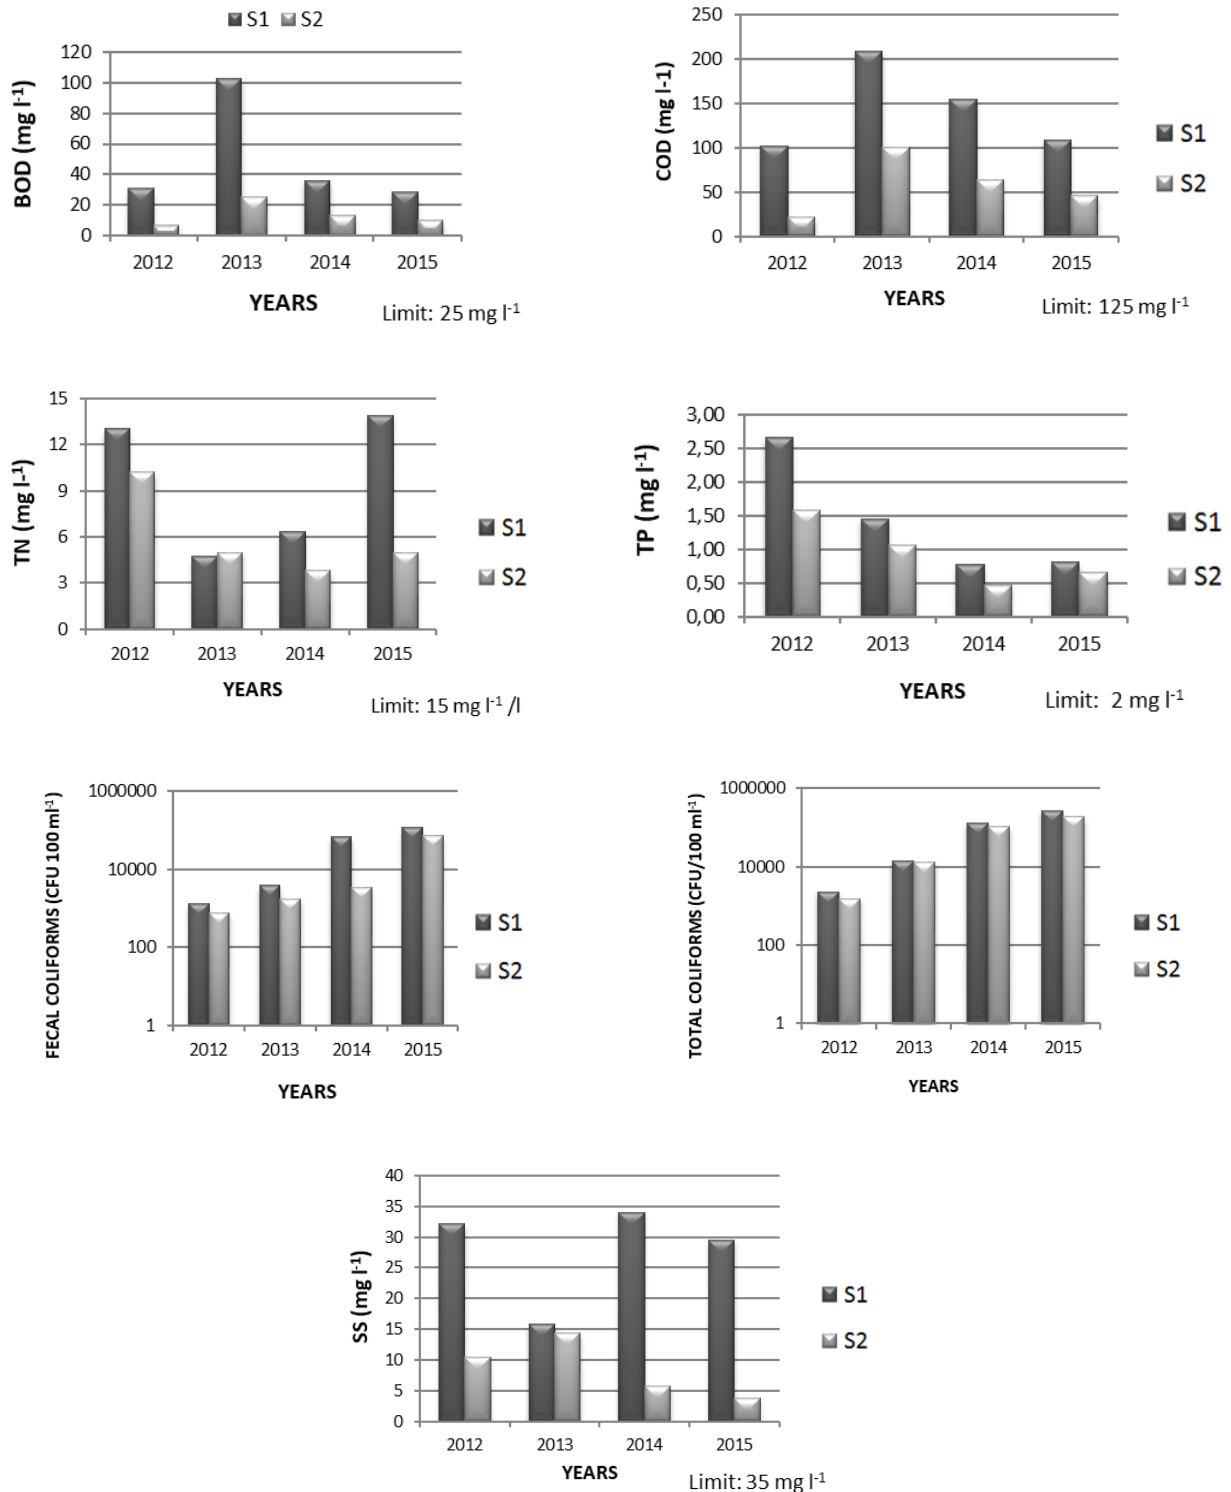 S1 S2
BOD (mg l-1)
120
100
80
60
40
20
0
2012 2013 2014 2015
YEARS
Limit: 25 mg l-1
COD (mg l-1)
250
200
150
100
50
0
2012 2013 2014 2015
YEARS
S1
S2
Limit: 125 mg l-1
TN (mg l-1)
15
12
9
6
3
0
2012 2013 2014 2015
YEARS
S1
S2
Limit: 15 mg l-1 /l
TP (mg l-1)
3,00
2,50
2,00
1,50
1,00
0,50
0,00
2012 2013 2014 2015
YEARS
S1
S2
Limit: 2 mg l-1
FECAL COLIFORMS (CFU 100 ml-1)
1000000
10000
100
1
2012 2013 2014 2015
YEARS
S1
S2
TOTAL COLIFORMS (CFU/100 ml-1)
1000000
10000
100
1
2012 2013 2014 2015
YEARS
S1
S2
SS (mg l-1)
40
35
30
25
20
15
10
5
0
2012 2013 2014 2015
YEARS
S1
S2
Limit: 35 mg l-1